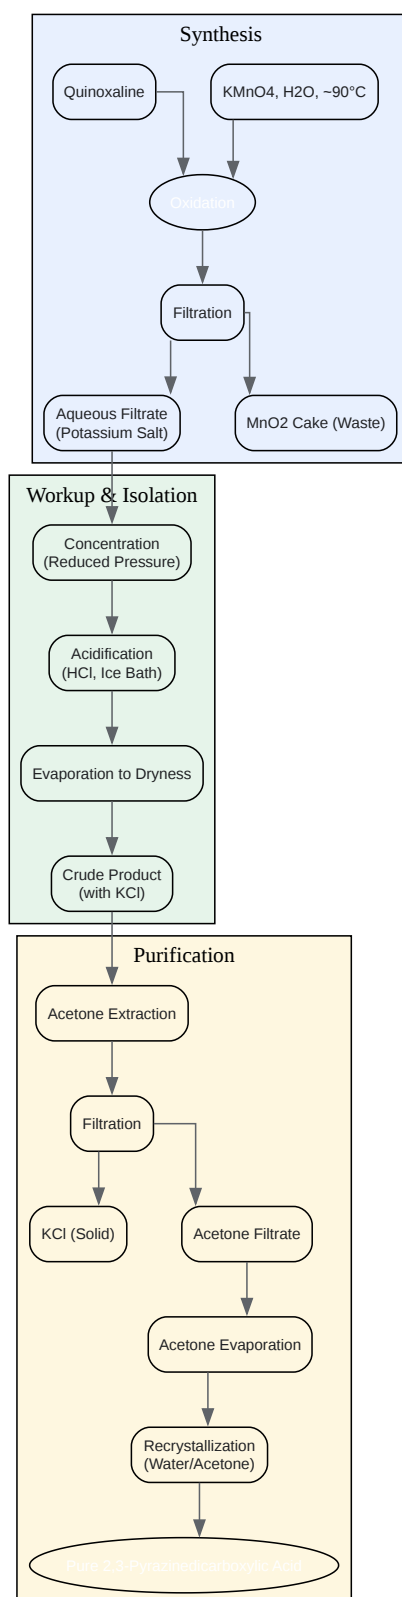 Synthesis
Quinoxaline
KMnO4, H2O, ~90°C
Oxidation
Filtration
Aqueous Filtrate
(Potassium Salt)
MnO2 Cake (Waste)
Workup & Isolation
Concentration
(Reduced Pressure)
Acidification
(HCl, Ice Bath)
Evaporation to Dryness
Crude Product
(with KCl)
Purification
Acetone Extraction
Filtration
KCl (Solid)
Acetone Filtrate
Acetone Evaporation
Recrystallization
(Water/Acetone)
Pure 2,3-Pyrazinedicarboxylic Acid